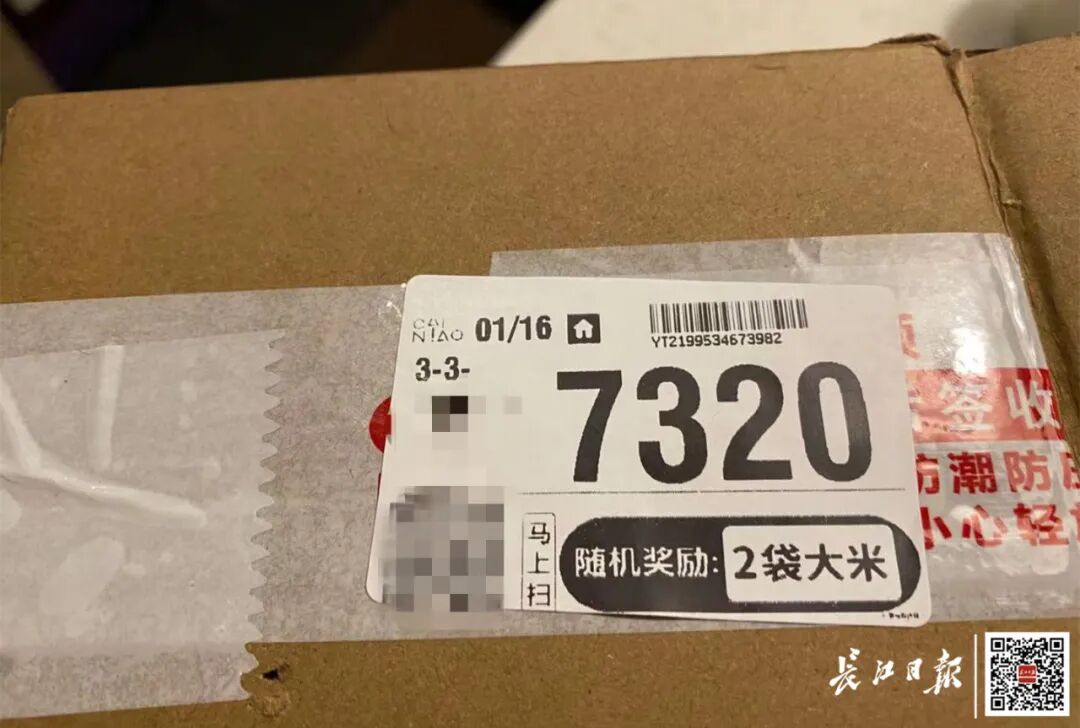 CAI NIAO 01/16
YT2199534673982
3-3-
7320
马上扫
随机奖励: 2袋大米
签收
防潮防
小心轻
长江日报